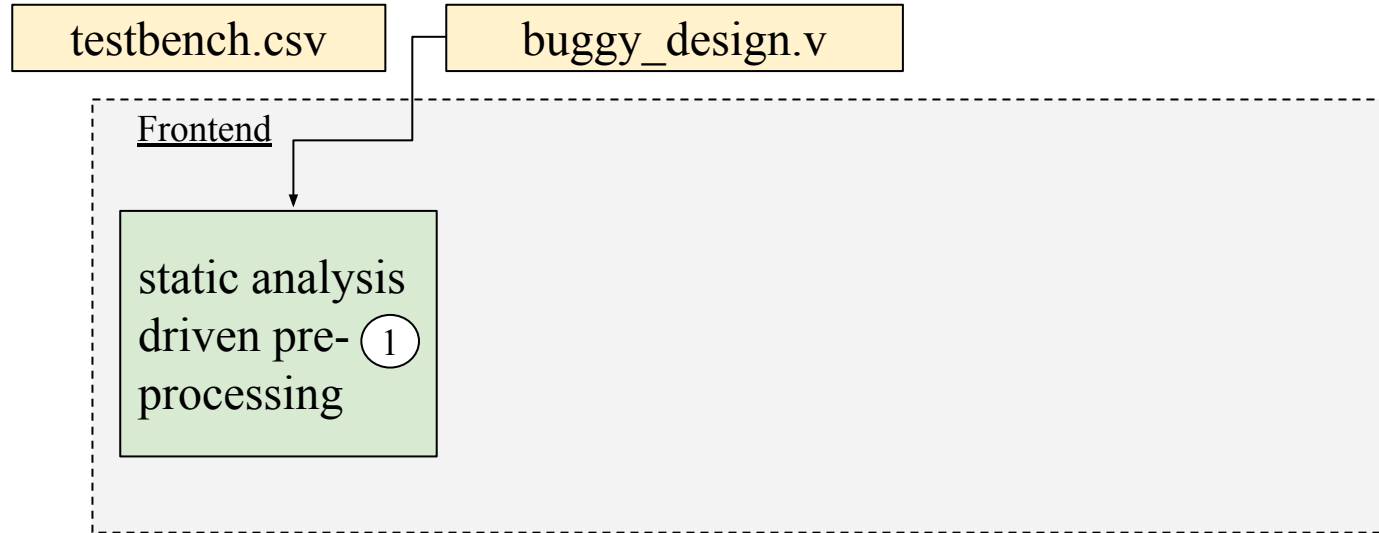 testbench.csv
buggy_design.v
Frontend
static analysis
driven pre- 1
processing